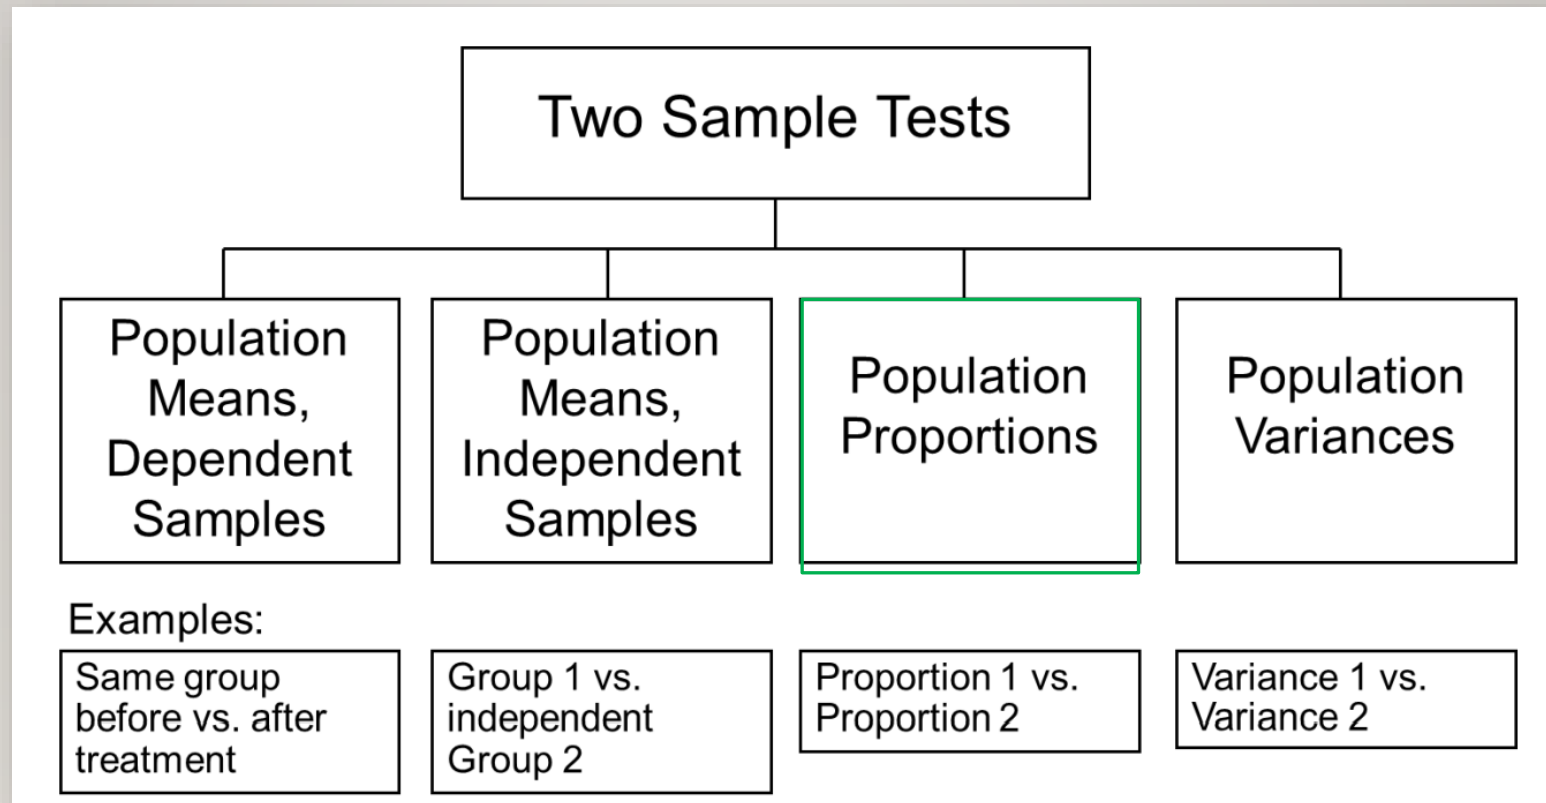 Two Sample Tests
Population
Means,
Dependent
Samples
Population
Means,
Independent
Samples
Population
Proportions
Population
Variances
Examples:
Same group
before vs. after
treatment
Group 1 vs.
independent
Group 2
Proportion 1 vs.
Proportion 2
Variance 1 vs.
Variance 2